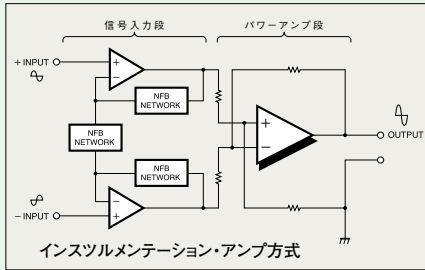 信号入力段
パワーアンプ段
+ INPUT
+
−
NFB
NETWORK
NFB
NETWORK
+
−
OUTPUT
NFB
NETWORK
−
+
− INPUT
インスツルメンテーション・アンプ方式